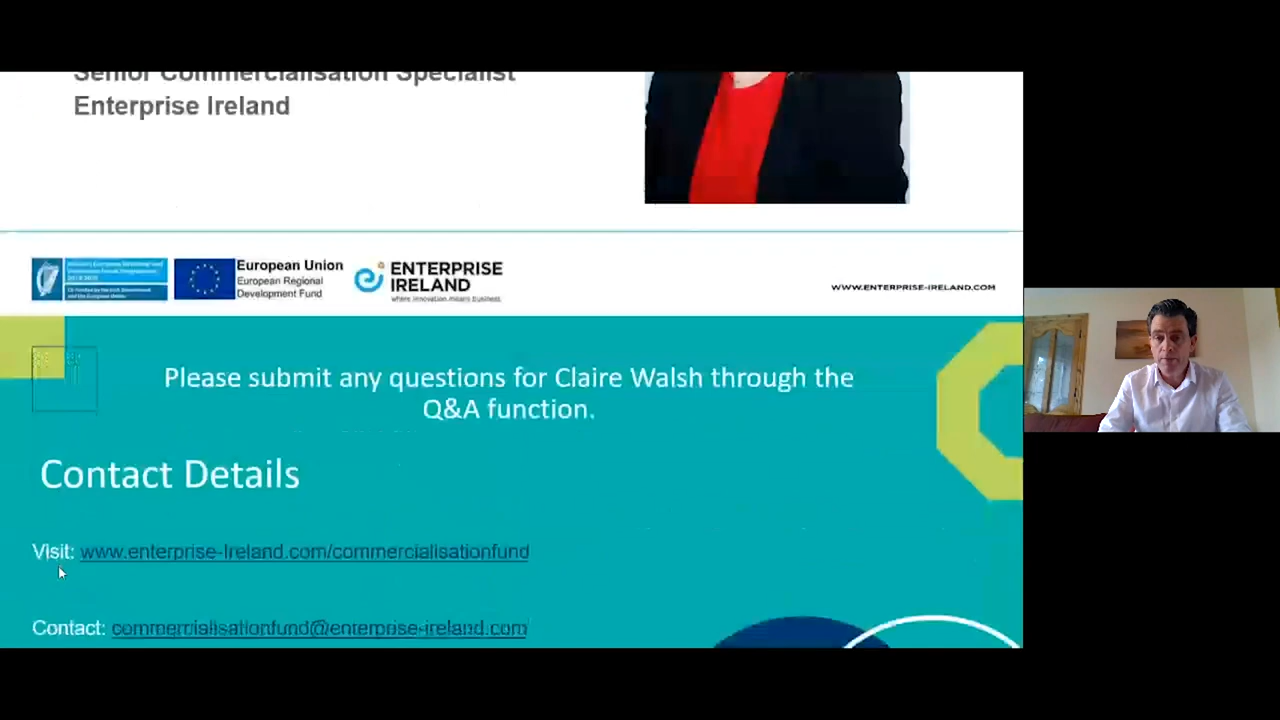 Senior Commercialisation Specialist
Enterprise Ireland
European Union
European Regional
Development Fund
ENTERPRISE
IRELAND
where innovation means business
WWW.ENTERPRISE-IRELAND.COM
Please submit any questions for Claire Walsh through the
Q&A function.
Contact Details
Visit: www.enterprise-Ireland.com/commercialisationfund
Contact: commercialisationfund@enterprise-ireland.com